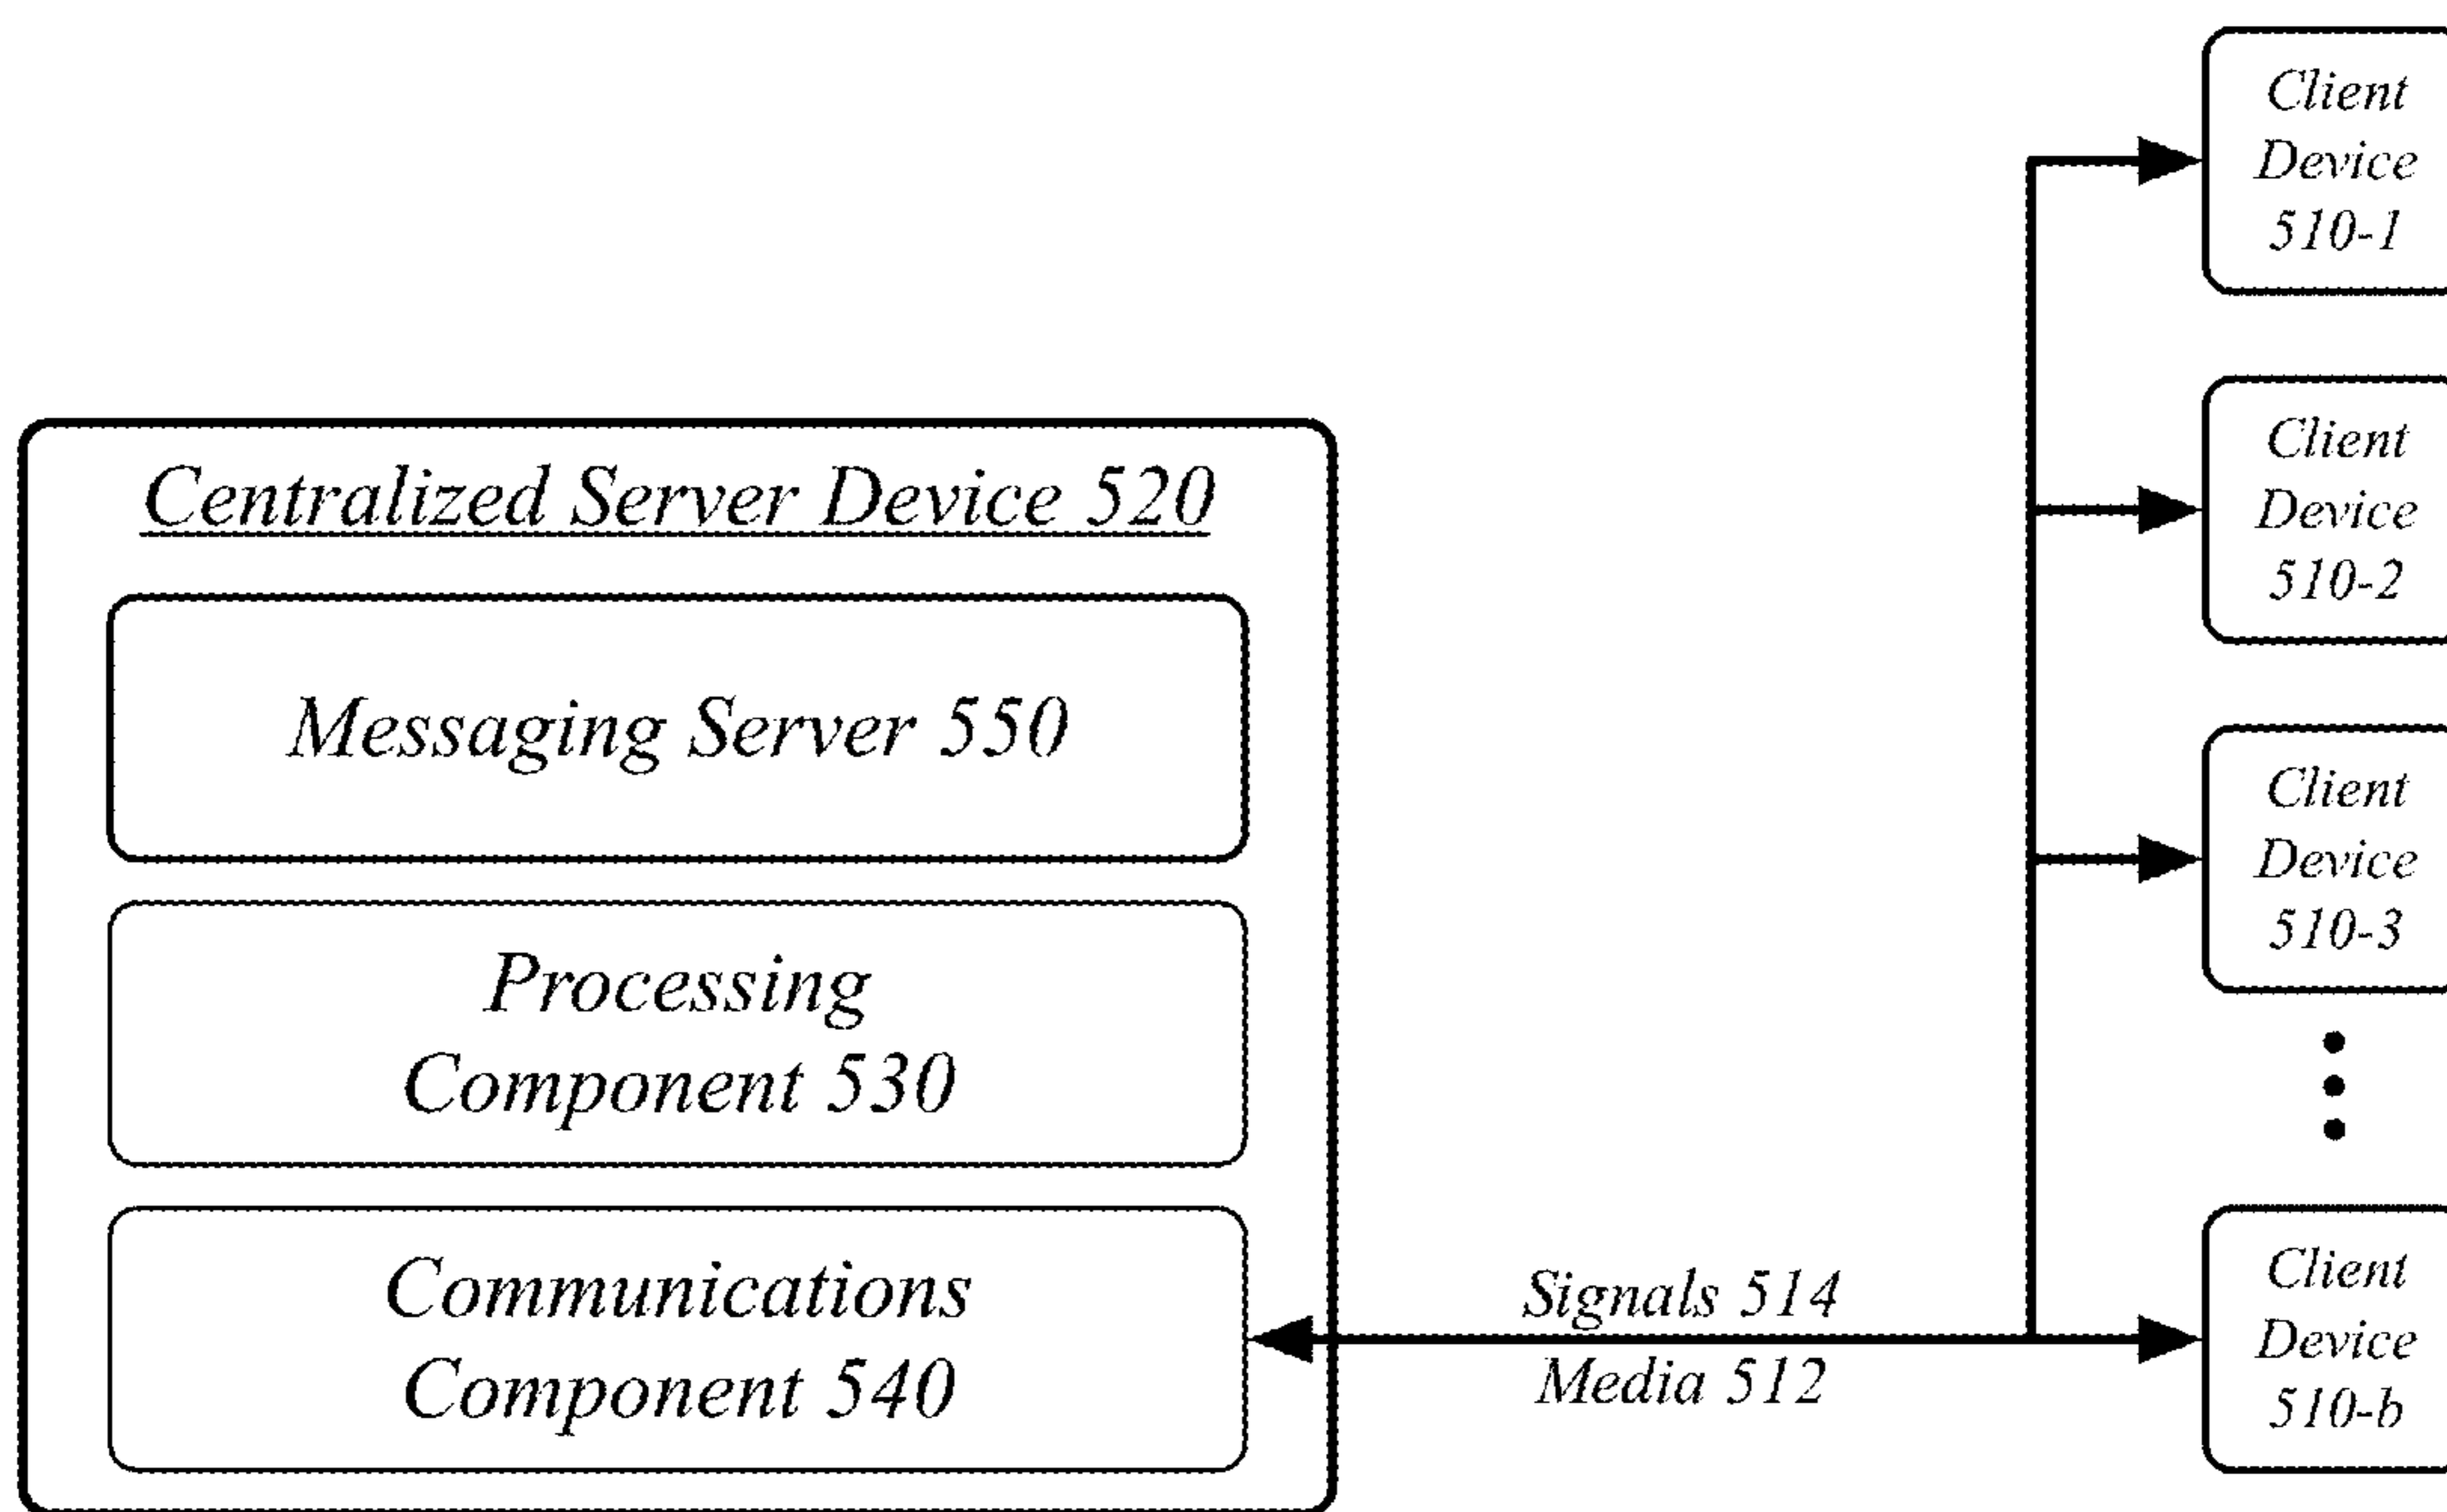 Centralized Server Device 520
Messaging Server 550
Processing
Component 530
Communications
Component 540
Signals 514
Media 512
Client
Device
510-1
Client
Device
510-2
Client
Device
510-3
Client
Device
510-b